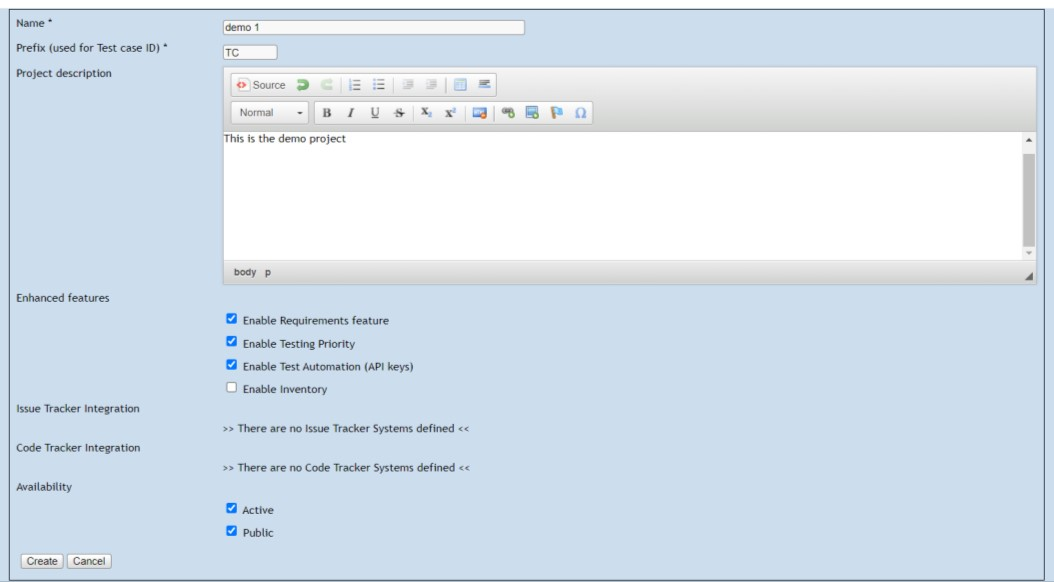 Name *
demo 1
Prefix (used for Test case ID) *
TC
Project description
Source
Normal B I U S X₂ x² Ω
This is the demo project
body p
Enhanced features
Enable Requirements feature
Enable Testing Priority
Enable Test Automation (API keys)
Enable Inventory
Issue Tracker Integration
>> There are no Issue Tracker Systems defined <<
Code Tracker Integration
>> There are no Code Tracker Systems defined <<
Availability
Active
Public
Create Cancel